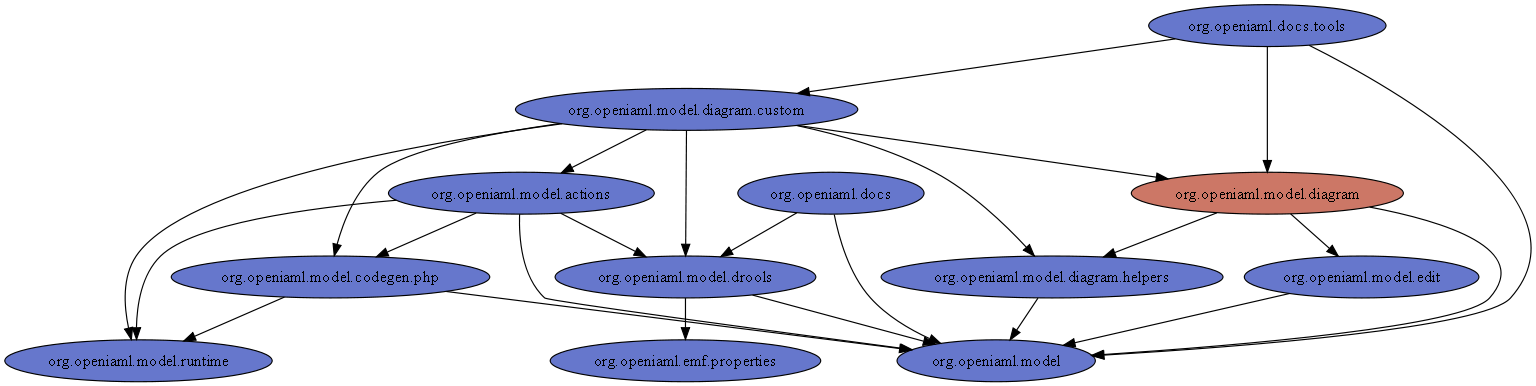 org.openiaml.docs.tools
org.openiaml.model.diagram.custom
org.openiaml.model.actions
org.openiaml.docs
org.openiaml.model.diagram
org.openiaml.model.codegen.php
org.openiaml.model.drools
org.openiaml.model.diagram.helpers
org.openiaml.model.edit
org.openiaml.model.runtime
org.openiaml.emf.properties
org.openiaml.model